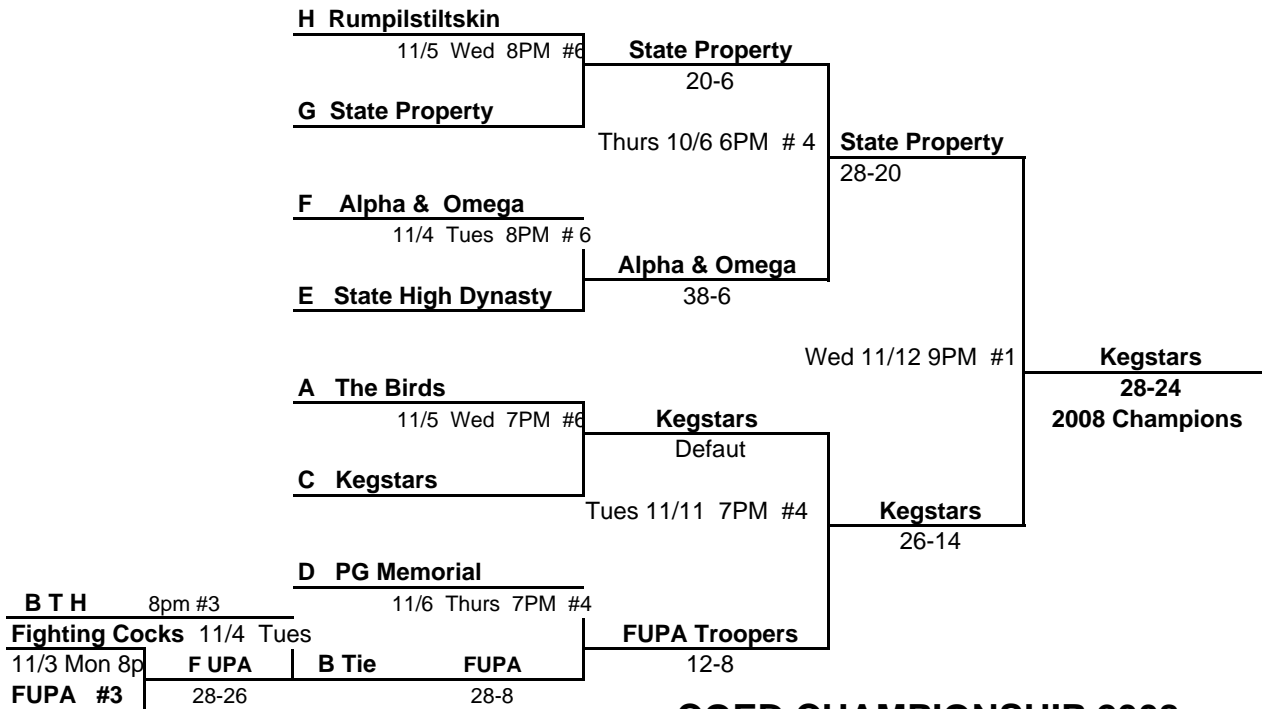 H Rumpilstiltskin
11/5 Wed 8PM #6
State Property
20-6
G State Property
Thurs 10/6 6PM # 4
State Property
28-20
F Alpha & Omega
11/4 Tues 8PM # 6
Alpha & Omega
38-6
E State High Dynasty
Wed 11/12 9PM #1
Kegstars
28-24
2008 Champions
A The Birds
11/5 Wed 7PM #6
Kegstars
Defaut
C Kegstars
Tues 11/11 7PM #4
Kegstars
26-14
D PG Memorial
B T H 8pm #3
11/6 Thurs 7PM #4
Fighting Cocks 11/4 Tues
FUPA Troopers
12-8
11/3 Mon 8p
F UPA
B Tie
FUPA
FUPA #3
28-26
28-8
COED CHAMPIONSHIP 2008